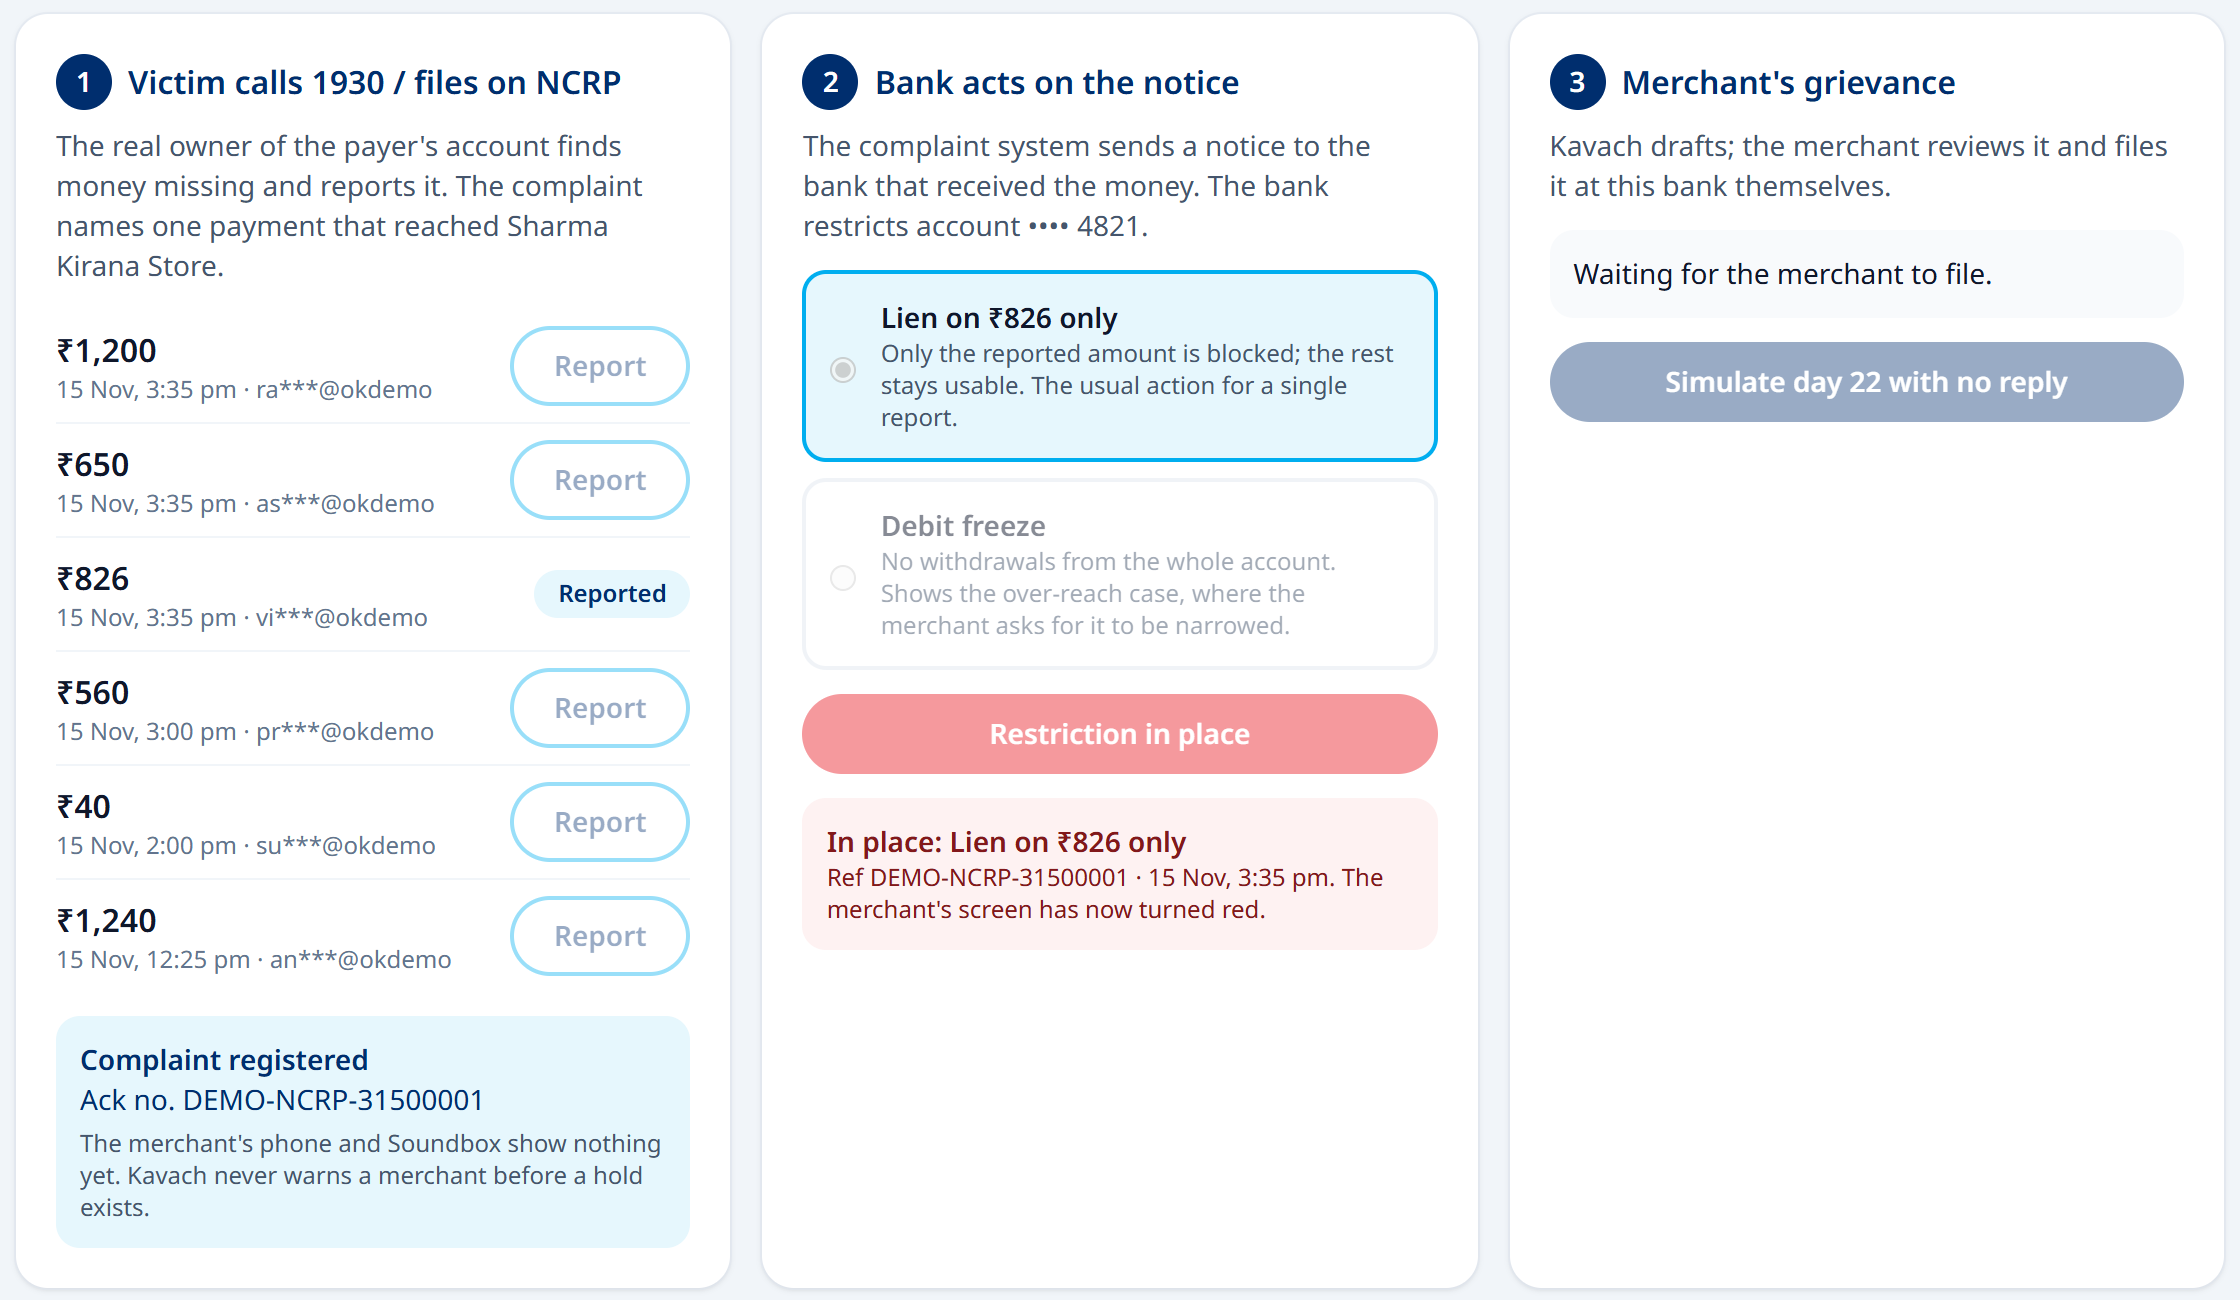 1 Victim calls 1930 / files on NCRP
The real owner of the payer's account finds
money missing and reports it. The complaint
names one payment that reached Sharma
Kirana Store.
₹1,200
15 Nov, 3:35 pm · ra***@okdemo
Report
₹650
15 Nov, 3:35 pm · as***@okdemo
Report
₹826
15 Nov, 3:35 pm · vi***@okdemo
Reported
₹560
15 Nov, 3:00 pm · pr***@okdemo
Report
₹40
15 Nov, 2:00 pm · su***@okdemo
Report
₹1,240
15 Nov, 12:25 pm · an***@okdemo
Report
Complaint registered
Ack no. DEMO-NCRP-31500001
The merchant's phone and Soundbox show nothing
yet. Kavach never warns a merchant before a hold
exists.
2 Bank acts on the notice
The complaint system sends a notice to the
bank that received the money. The bank
restricts account •••• 4821.
Lien on ₹826 only
Only the reported amount is blocked; the rest
stays usable. The usual action for a single
report.
Debit freeze
No withdrawals from the whole account.
Shows the over-reach case, where the
merchant asks for it to be narrowed.
Restriction in place
In place: Lien on ₹826 only
Ref DEMO-NCRP-31500001 · 15 Nov, 3:35 pm. The
merchant's screen has now turned red.
3 Merchant's grievance
Kavach drafts; the merchant reviews it and files
it at this bank themselves.
Waiting for the merchant to file.
Simulate day 22 with no reply